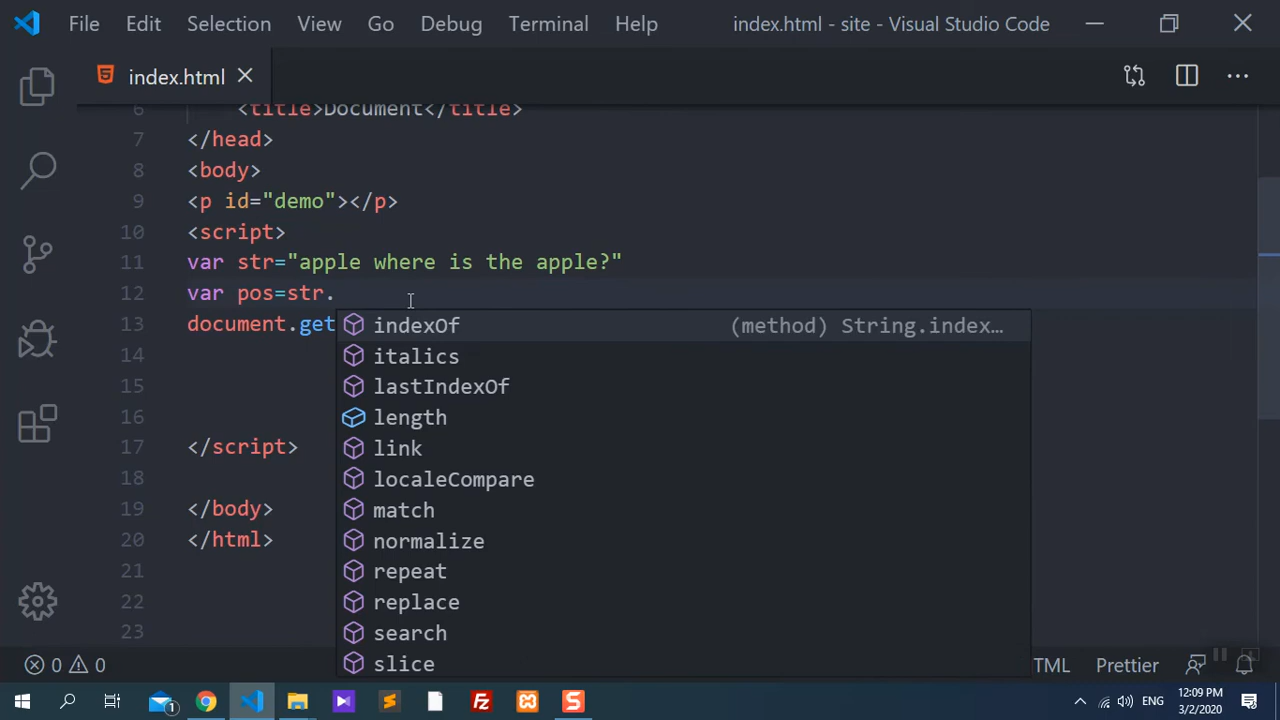 File Edit Selection View Go Debug Terminal Help index.html - site - Visual Studio Code
index.html
6 <title>Document</title>
7 </head>
8 <body>
9 <p id="demo"></p>
10 <script>
11 var str="apple where is the apple?"
12 var pos=str.
13 document.get
indexOf (method) String.index…
14 italics
15 lastIndexOf
16 length
17 </script> link
18 localeCompare
19 </body> match
20 </html> normalize
21 repeat
22 replace
23 search
slice
0 0 TML Prettier
1 ENG 12:09 PM
3/2/2020